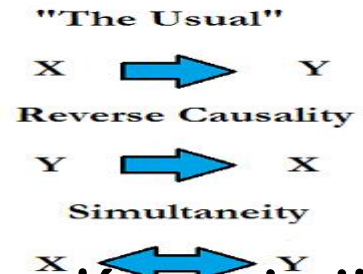 "The Usual"
X Y
Reverse Causality
Y X
Simultaneity
X Y